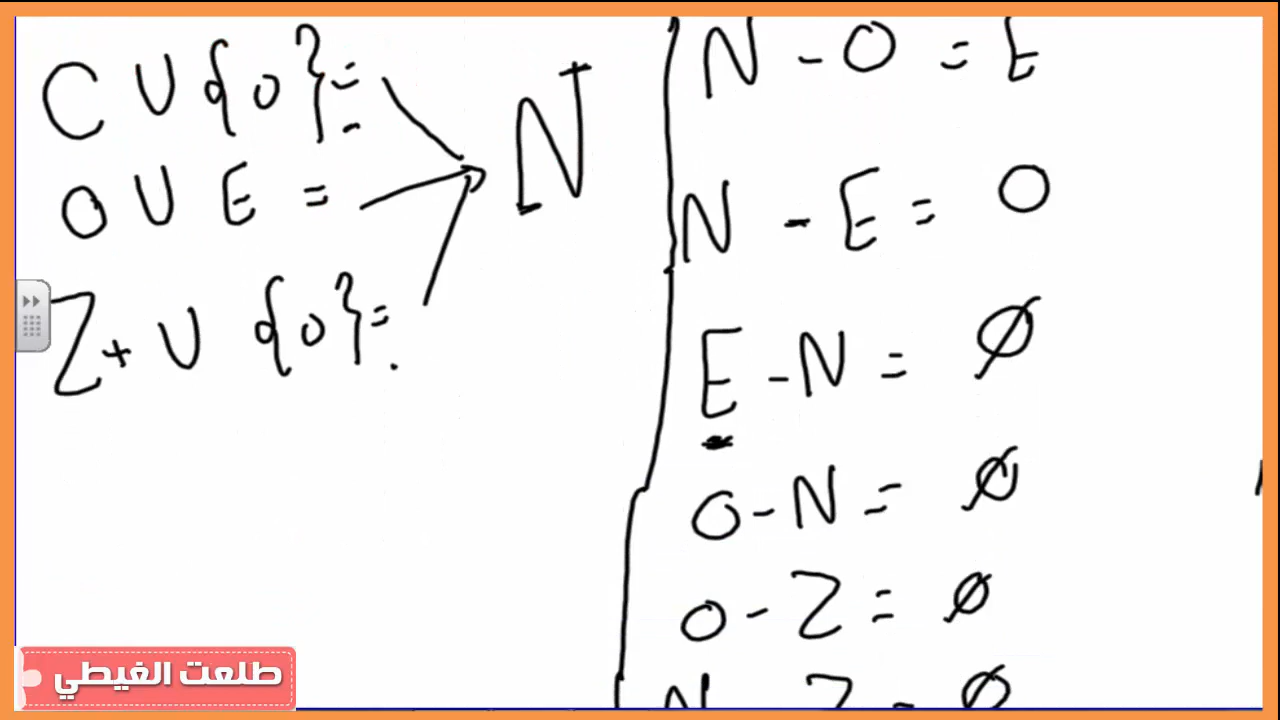 C ∪ {0} =
O ∪ E =
Z+ ∪ {0} =
N
N - O = E
N - E = O
E - N = Ø
O - N = Ø
O - Z = Ø
N - Z = Ø
طلعت الغيطي